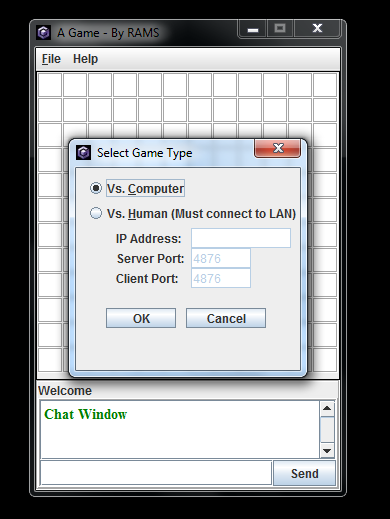 A Game - By RAMS
File Help
Select Game Type
Vs. Computer
Vs. Human (Must connect to LAN)
IP Address:
Server Port: 4876
Client Port: 4876
OK Cancel
Welcome
Chat Window
Send